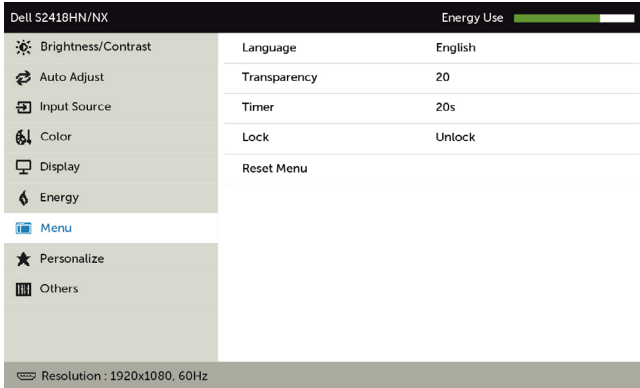 Dell S2418HN/NX Energy Use
Brightness/Contrast
Auto Adjust
Input Source
Color
Display
Energy
Menu
Personalize
Others
Language English
Transparency 20
Timer 20s
Lock Unlock
Reset Menu
Resolution : 1920x1080, 60Hz